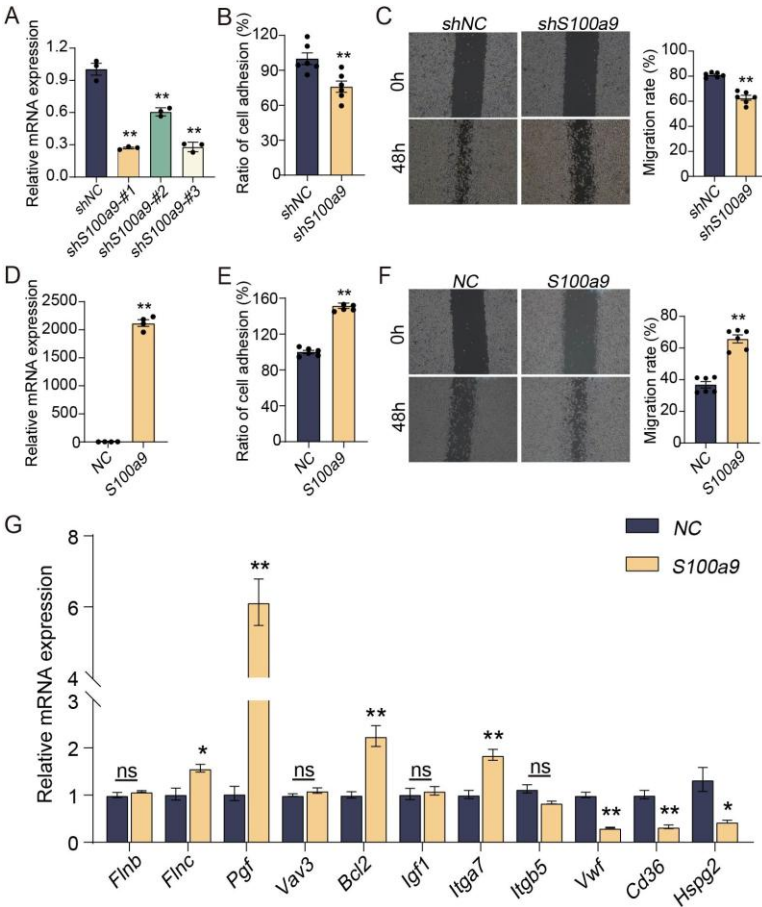 A
Relative mRNA expression
1.2
0.9
0.6
0.3
0.0
**
**
**
shNC
shS100a9-#1
shS100a9-#2
shS100a9-#3
B
Ratio of cell adhesion (%)
120
90
60
30
0
**
shNC
shS100a9
C
shNC
shS100a9
0h
48h
Migration rate (%)
100
80
60
40
20
0
**
shNC
shS100a9
D
Relative mRNA expression
2500
2000
1500
1000
500
0
**
NC
S100a9
E
Ratio of cell adhesion (%)
160
120
80
40
0
**
NC
S100a9
F
NC
S100a9
0h
48h
Migration rate (%)
80
60
40
20
0
**
NC
S100a9
G
Relative mRNA expression
8
6
4
3
2
1
0
NC
S100a9
ns
*
**
ns
**
ns
**
ns
**
**
*
Flnb
Flnc
Pgf
Vav3
Bcl2
Igf1
Itga7
Itgb5
Vwf
Cd36
Hspg2